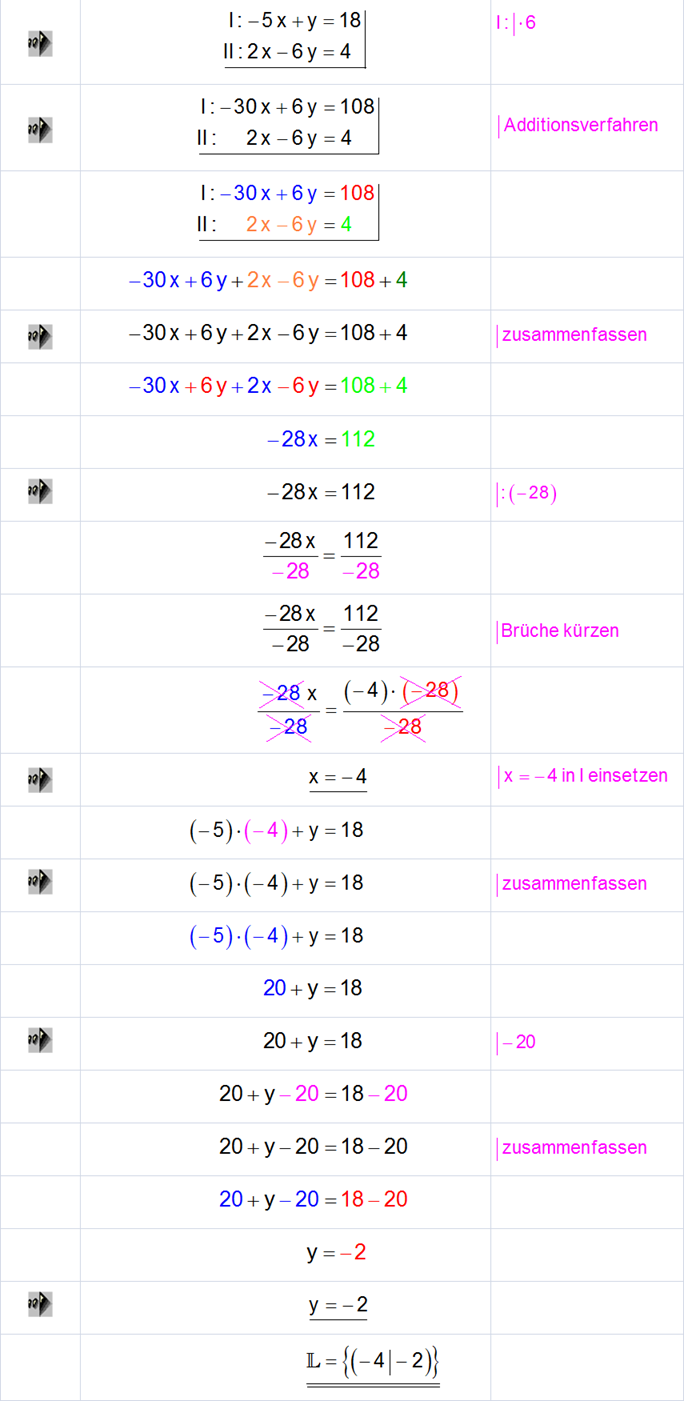 I: −5x + y = 18 I: | ·6
II: 2x − 6y = 4
I: −30x + 6y = 108
II: 2x − 6y = 4 | Additionsverfahren
I: −30x + 6y = 108
II: 2x − 6y = 4
−30x + 6y + 2x − 6y = 108 + 4
−30x + 6y + 2x − 6y = 108 + 4 | zusammenfassen
−30x + 6y + 2x − 6y = 108 + 4
−28x = 112
−28x = 112 | : (−28)
−28x/−28 = 112/−28
−28x/−28 = 112/−28 | Brüche kürzen
−28 x/−28 = (−4)·(−28)/−28
x = −4 | x = −4 in I einsetzen
(−5)·(−4) + y = 18
(−5)·(−4) + y = 18 | zusammenfassen
(−5)·(−4) + y = 18
20 + y = 18
20 + y = 18 | −20
20 + y − 20 = 18 − 20
20 + y − 20 = 18 − 20 | zusammenfassen
20 + y − 20 = 18 − 20
y = −2
y = −2
𝕃 = {(−4 | −2)}